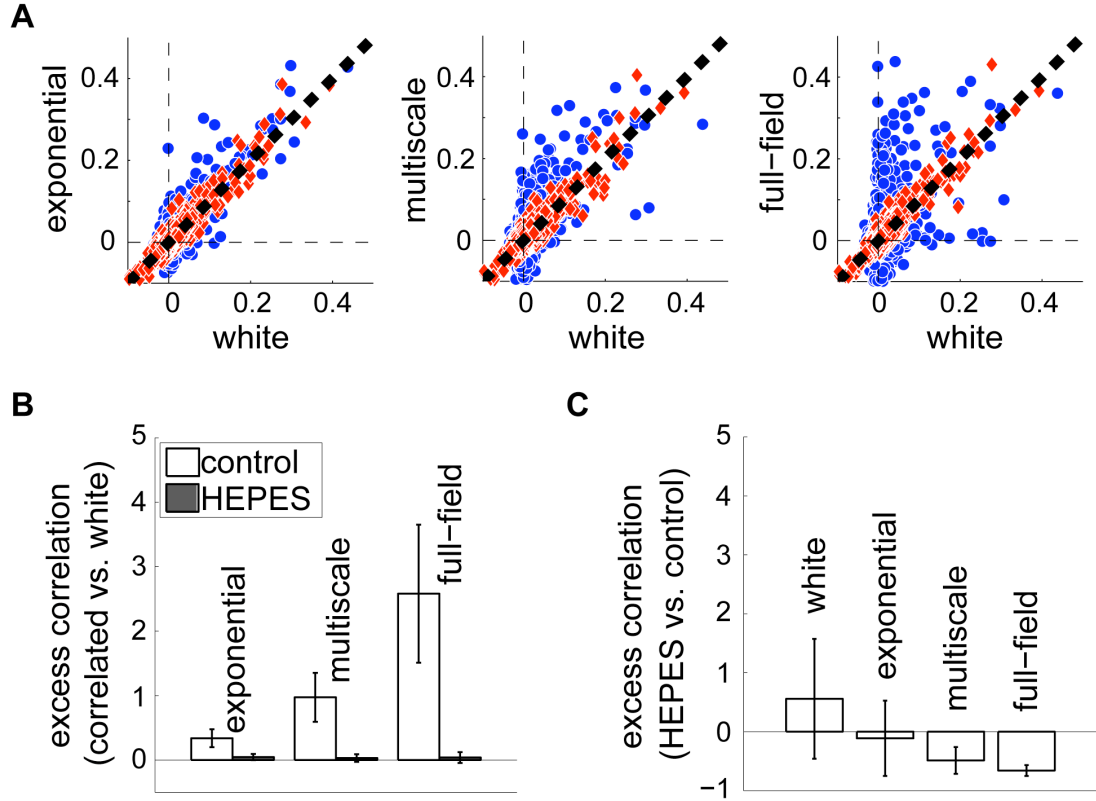 A
exponential
0.4
0.2
0
0
0.2
0.4
white
multiscale
0.4
0.2
0
0
0.2
0.4
white
full−field
0.4
0.2
0
0
0.2
0.4
white
B
excess correlation
(correlated vs. white)
5
4
3
2
1
0
control
HEPES
exponential
multiscale
full−field
C
excess correlation
(HEPES vs. control)
5
4
3
2
1
0
−1
white
exponential
multiscale
full−field